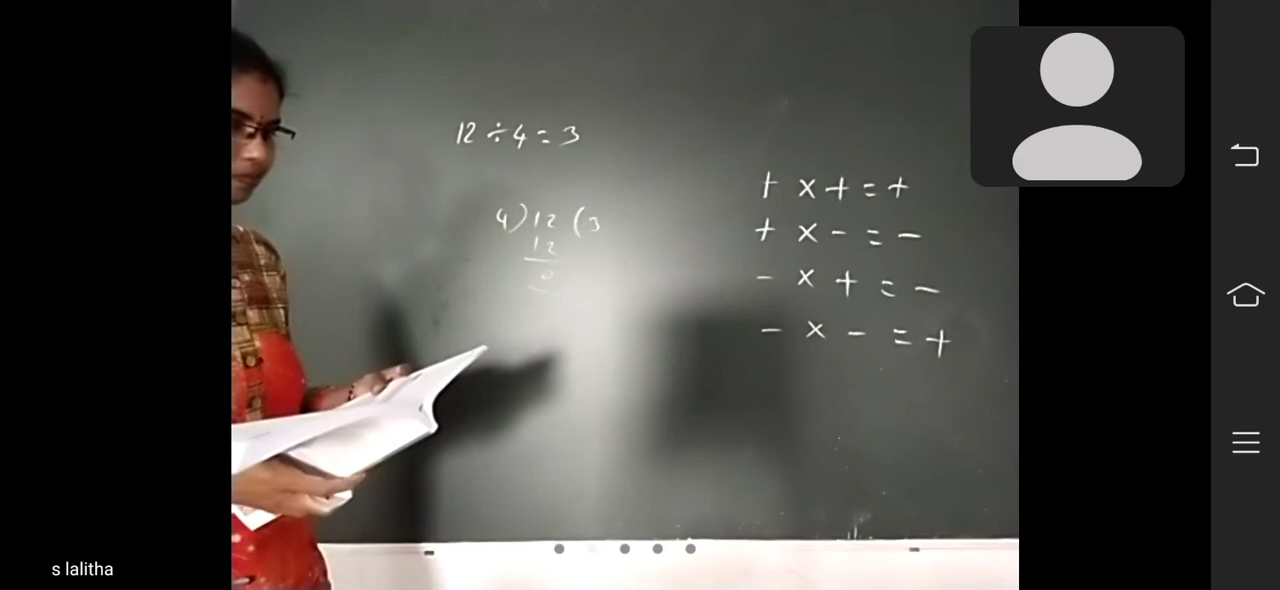 12 ÷ 4 = 3
4) 12 (3
12
0
+ × + = +
+ × - = -
- × + = -
- × - = +
s lalitha